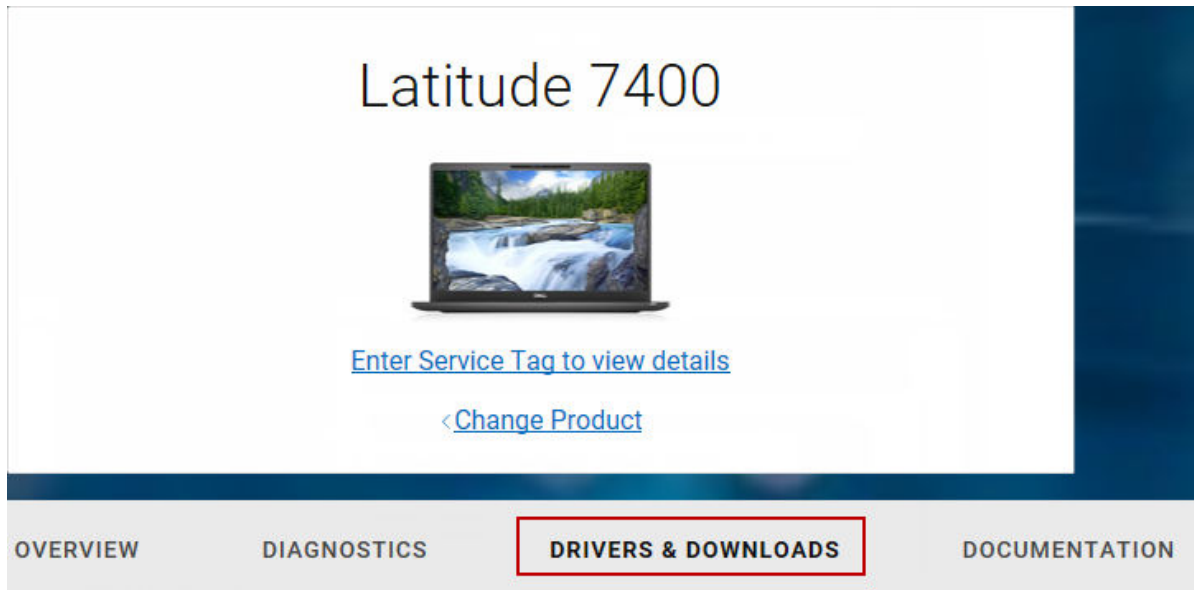 Latitude 7400
Enter Service Tag to view details
<Change Product
OVERVIEW DIAGNOSTICS DRIVERS & DOWNLOADS DOCUMENTATION